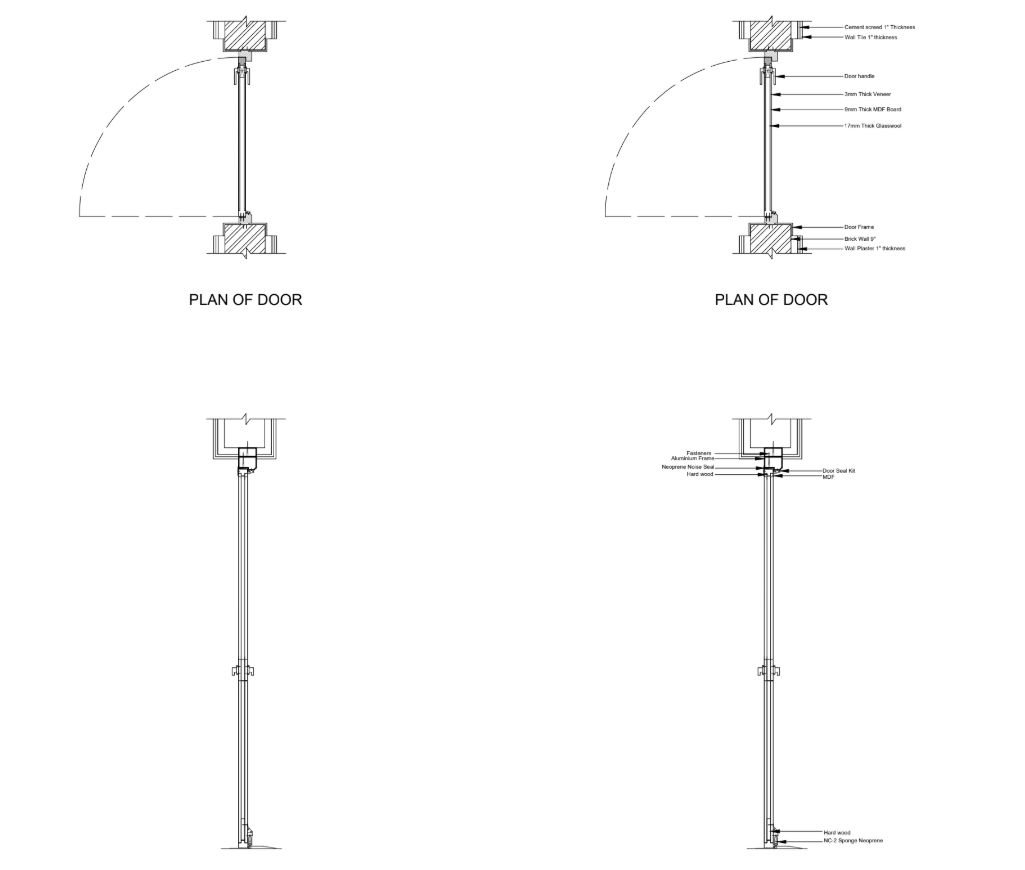 Cement screed 1" Thickness
Wall Tile 1" thickness
Door handle
3mm Thick Veneer
9mm Thick MDF Board
17mm Thick Glasswool
Door Frame
Brick Wall 9"
Wall Plaster 1" thickness
PLAN OF DOOR
PLAN OF DOOR
Fasteners
Aluminium Frame
Neoprene Noise Seal
Hard wood
Door Seal Kit
MDF
Hard wood
NC-2 Sponge Neoprene